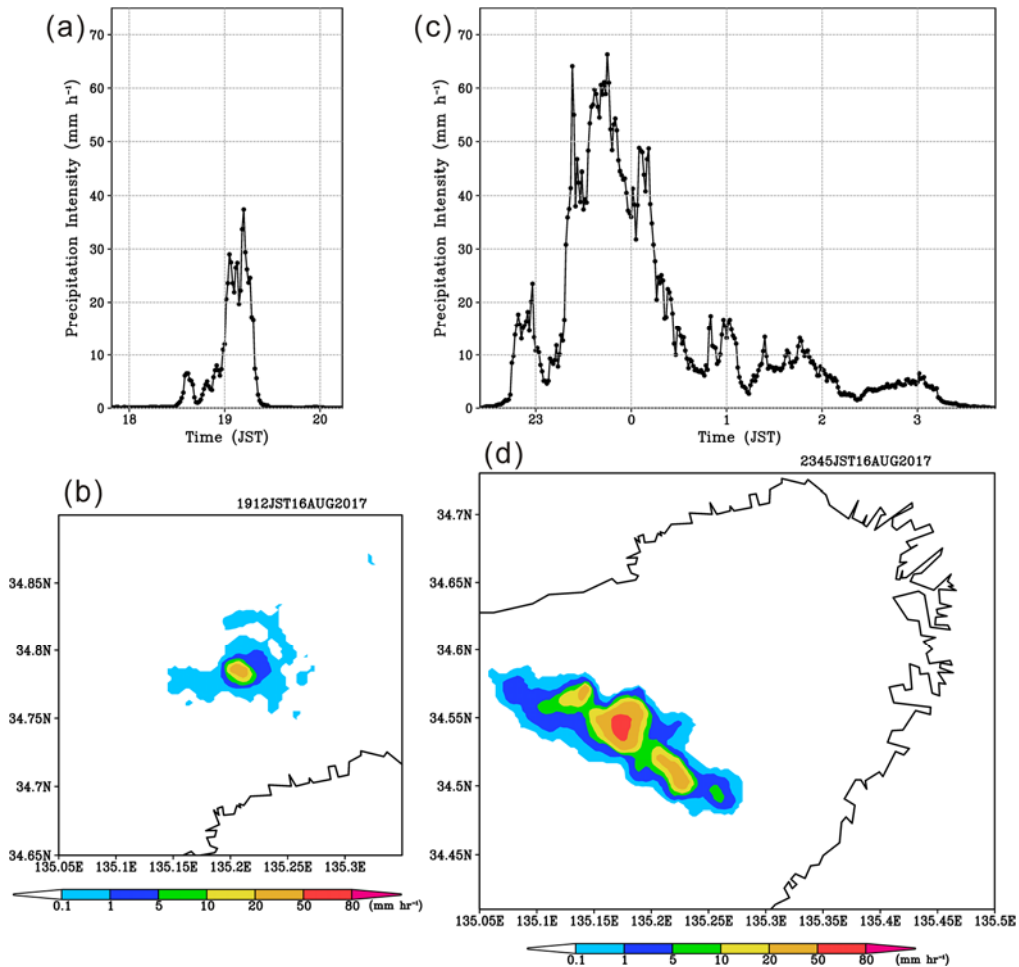 (a)
Precipitation Intensity (mm h⁻¹)
70
60
50
40
30
20
10
0
18 19 20
Time (JST)
(c)
Precipitation Intensity (mm h⁻¹)
70
60
50
40
30
20
10
0
23 0 1 2 3
Time (JST)
(b)
1912JST16AUG2017
34.85N
34.8N
34.75N
34.7N
34.65N
135.05E 135.1E 135.15E 135.2E 135.25E 135.3E
0.1 1 5 10 20 50 80 (mm hr⁻¹)
(d)
2345JST16AUG2017
34.7N
34.65N
34.6N
34.55N
34.5N
34.45N
135.05E 135.1E 135.15E 135.2E 135.25E 135.3E 135.35E 135.4E 135.45E 135.5E
0.1 1 5 10 20 50 80 (mm hr⁻¹)